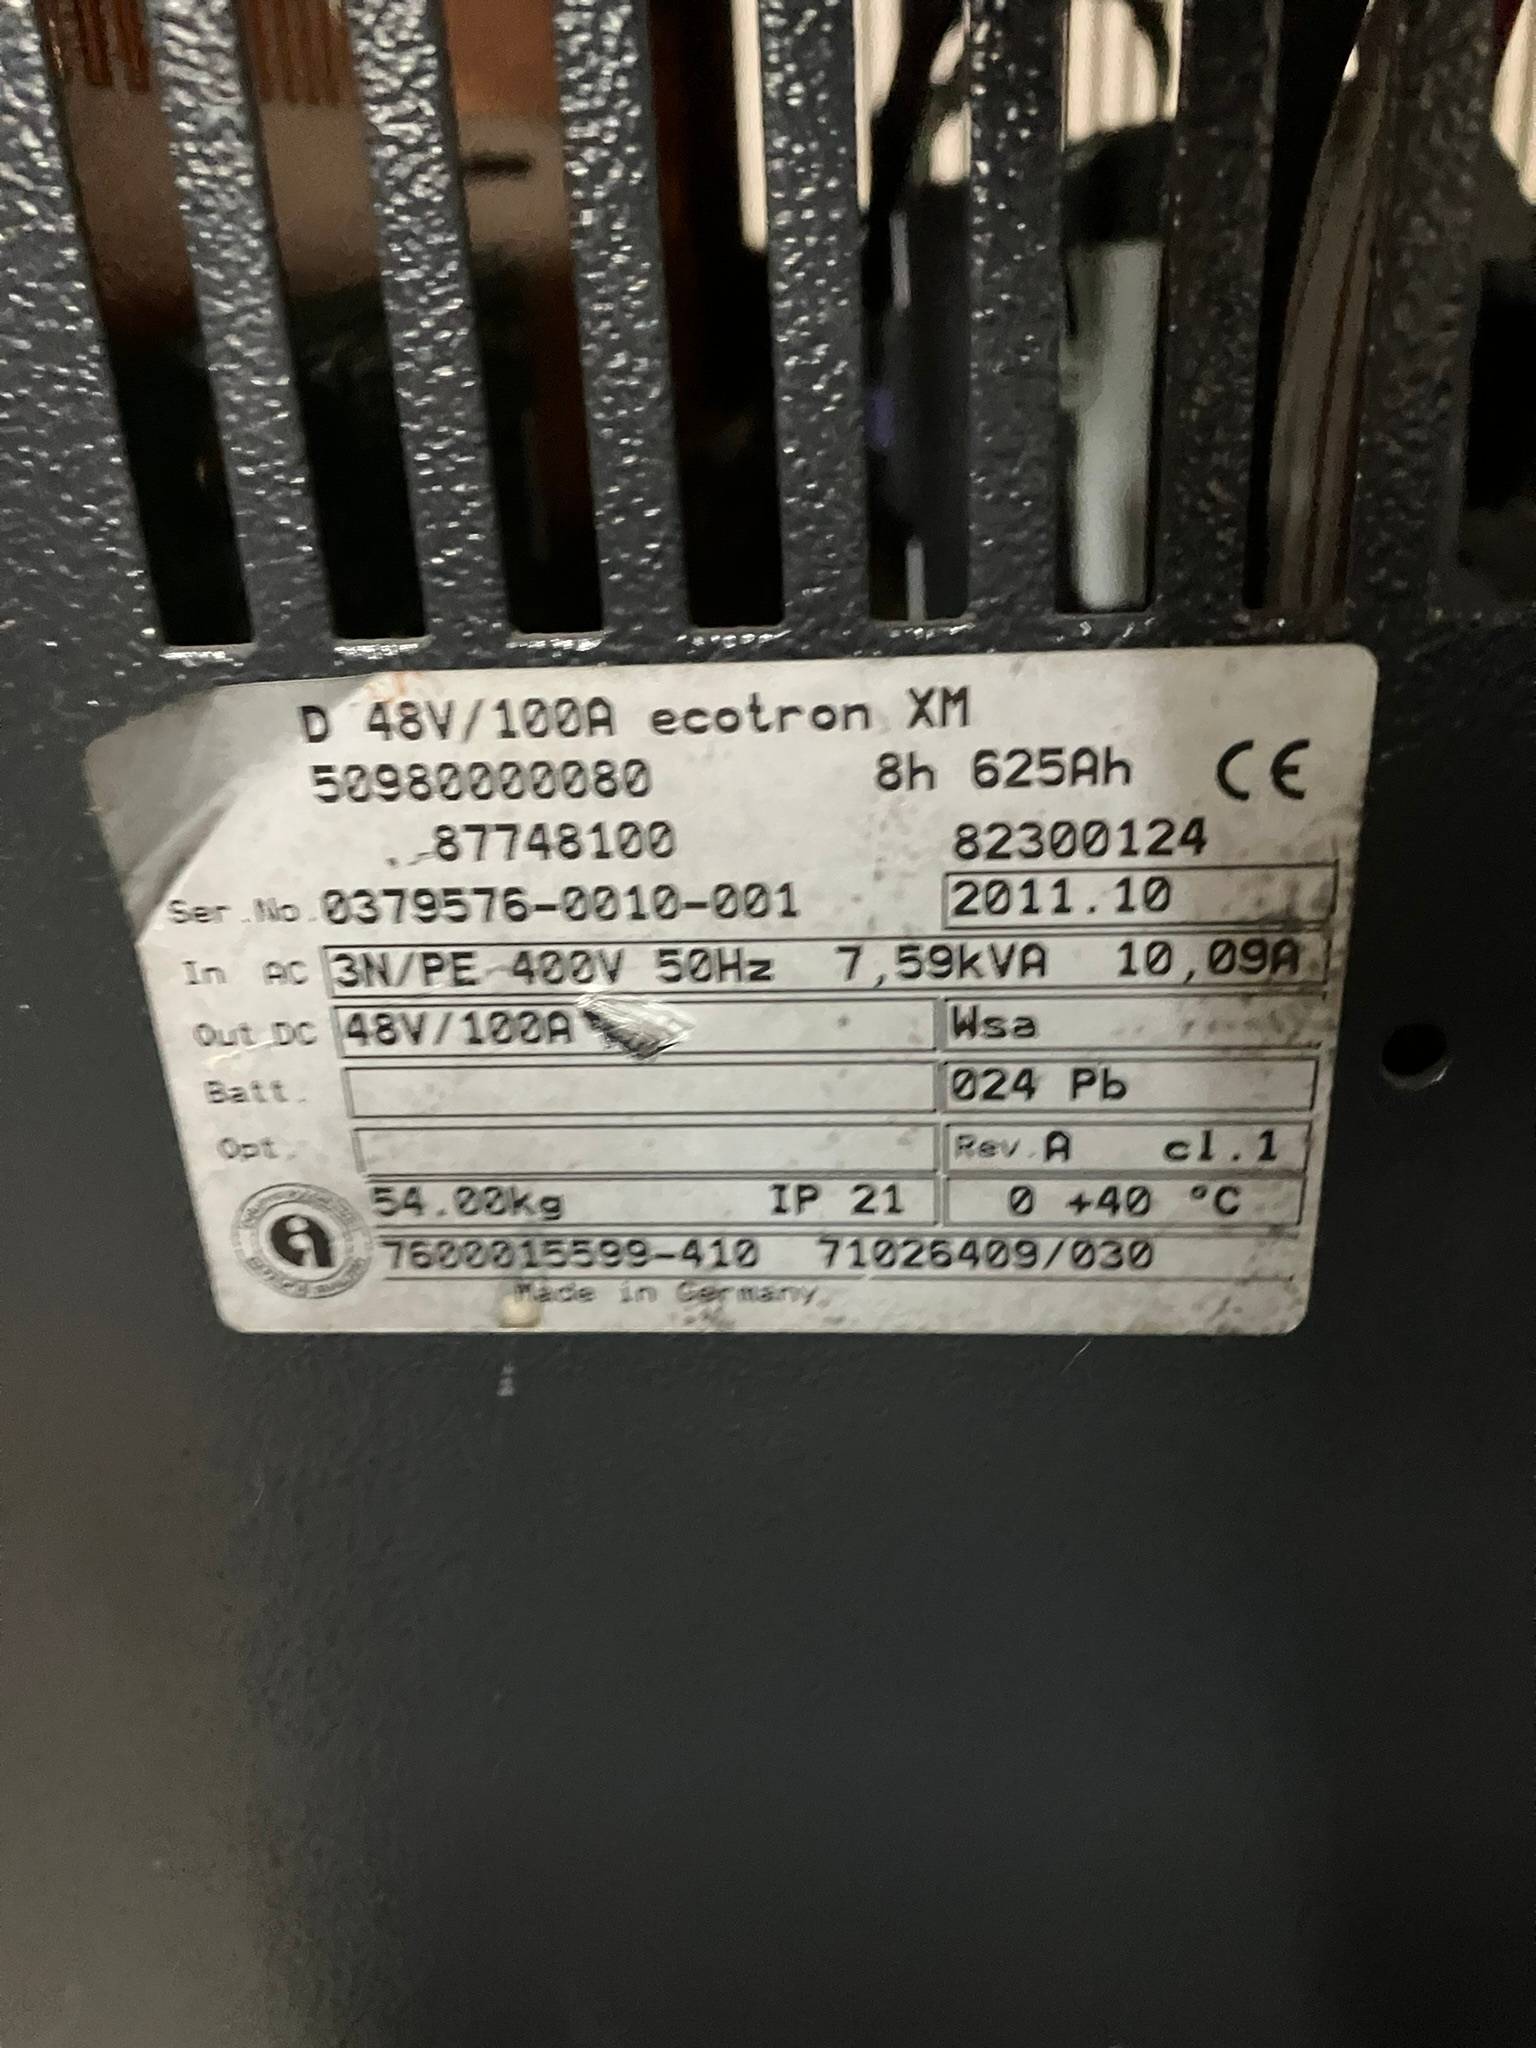 D 48V/100A ecotron XM
50980000080 8h 625Ah CE
87748100 82300124
Ser.No. 0379576-0010-001 2011.10
In AC 3N/PE 400V 50Hz 7,59kVA 10,09A
Out DC 48V/100A Wsa
Batt. 024 Pb
Opt. Rev.A cl.1
54.00kg IP 21 0 +40 °C
7600015599-410 71026409/030
Made in Germany